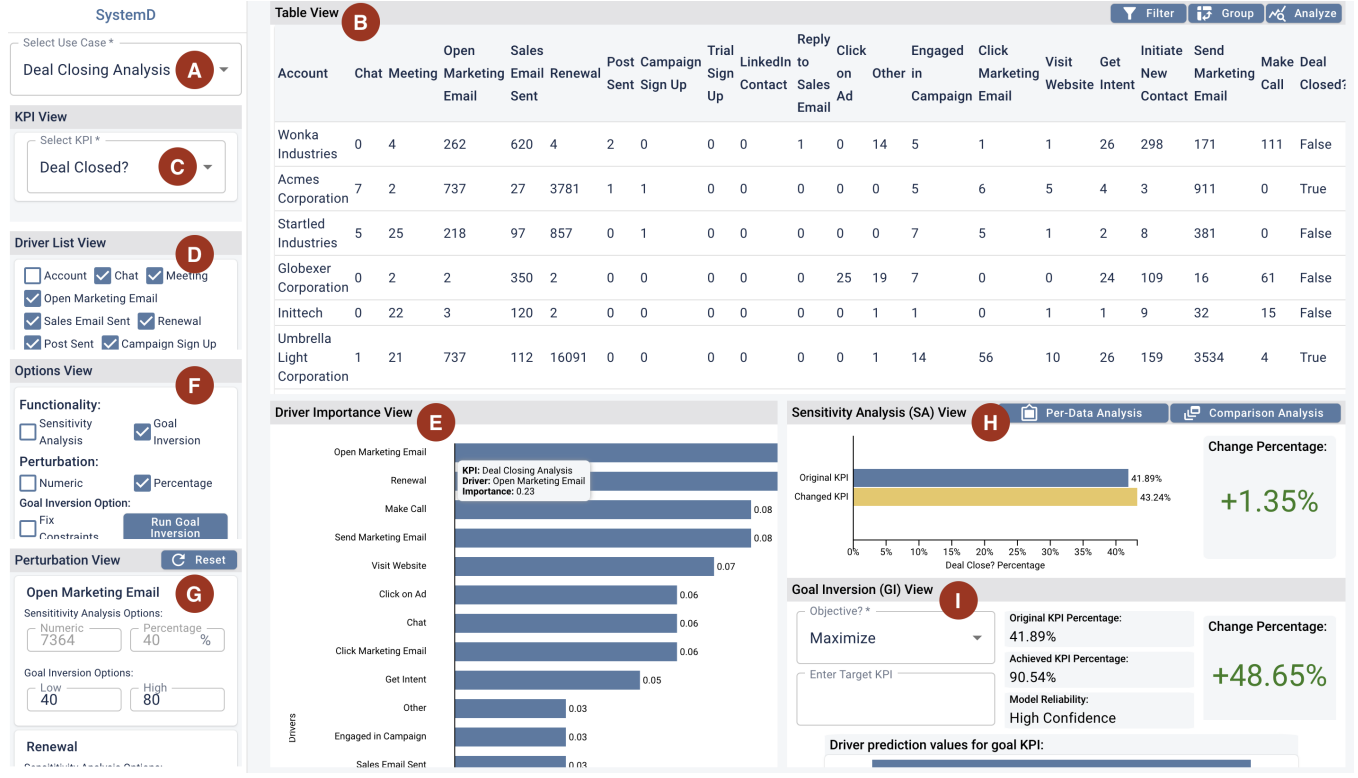 SystemD
Select Use Case *
Deal Closing Analysis
A
KPI View
Select KPI *
Deal Closed?
C
Driver List View
D
Account Chat Meeting
Open Marketing Email
Sales Email Sent Renewal
Post Sent Campaign Sign Up
Options View
F
Functionality:
Sensitivity Analysis
Goal Inversion
Perturbation:
Numeric Percentage
Goal Inversion Option:
Fix Constraints
Run Goal Inversion
Perturbation View
Reset
Open Marketing Email
G
Sensititivity Analysis Options:
Numeric
7364
Percentage
40 %
Goal Inversion Options:
Low
40
High
80
Renewal
Sensititivity Analysis Options:
Table View
B
Filter Group Analyze
Account Chat Meeting Open Marketing Email Sales Email Sent Renewal Post Sent Campaign Sign Up Trial Sign Up LinkedIn Contact Reply to Sales Email Click on Ad Other Engaged in Campaign Click Marketing Email Visit Website Get Intent Initiate New Contact Send Marketing Email Make Call Deal Closed?
Wonka Industries 0 4 262 620 4 2 0 0 0 1 0 14 5 1 1 26 298 171 111 False
Acmes Corporation 7 2 737 27 3781 1 1 0 0 0 0 0 5 6 5 4 3 911 0 True
Startled Industries 5 25 218 97 857 0 1 0 0 0 0 0 7 5 1 2 8 381 0 False
Globexer Corporation 0 2 2 350 2 0 0 0 0 0 25 19 7 0 0 24 109 16 61 False
Inittech 0 22 3 120 2 0 0 0 0 0 0 1 1 0 1 1 9 32 15 False
Umbrella Light Corporation 1 21 737 112 16091 0 0 0 0 0 0 1 14 56 10 26 159 3534 4 True
Driver Importance View
E
Open Marketing Email
KPI: Deal Closing Analysis
Driver: Open Marketing Email
Importance: 0.23
Renewal
Make Call 0.08
Send Marketing Email 0.08
Visit Website 0.07
Click on Ad 0.06
Chat 0.06
Click Marketing Email 0.06
Get Intent 0.05
Other 0.03
Engaged in Campaign 0.03
Sales Email Sent 0.03
Drivers
Sensitivity Analysis (SA) View
H
Per-Data Analysis Comparison Analysis
Original KPI 41.89%
Changed KPI 43.24%
0% 5% 10% 15% 20% 25% 30% 35% 40%
Deal Close? Percentage
Change Percentage:
+1.35%
Goal Inversion (GI) View
I
Objective? *
Maximize
Enter Target KPI
Original KPI Percentage:
41.89%
Achieved KPI Percentage:
90.54%
Model Reliability:
High Confidence
Change Percentage:
+48.65%
Driver prediction values for goal KPI: